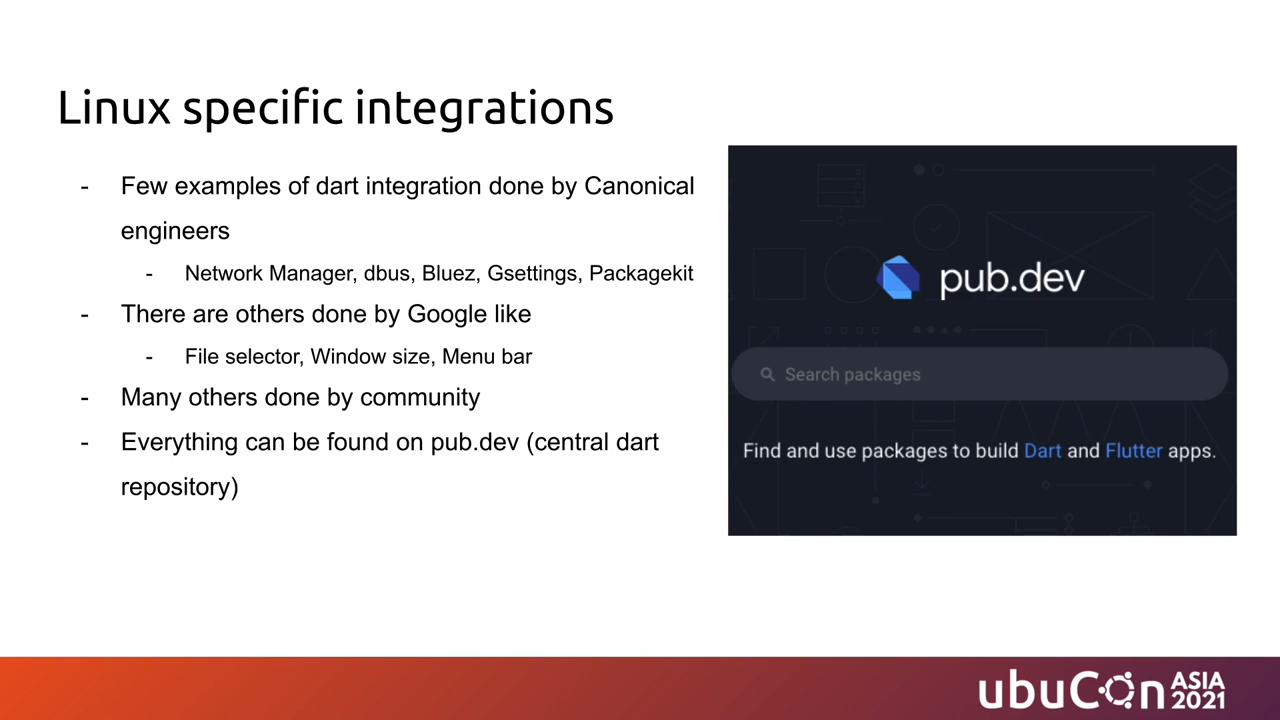 Linux specific integrations
- Few examples of dart integration done by Canonical
engineers
- Network Manager, dbus, Bluez, Gsettings, Packagekit
- There are others done by Google like
- File selector, Window size, Menu bar
- Many others done by community
- Everything can be found on pub.dev (central dart
repository)
pub.dev
Search packages
Find and use packages to build Dart and Flutter apps.
ubuCon ASIA
2021